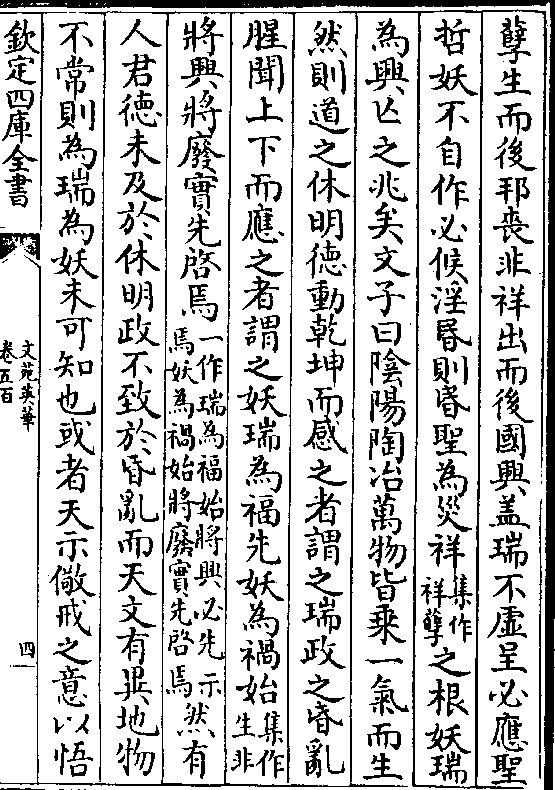 孽生而後邦喪非祥出而後國興盖瑞不虚呈必應聖
哲妖不自作必候淫昬則昬聖為災祥集作祥孽之根妖瑞
為興亡之兆矣文子曰陰陽陶冶萬物皆乗一氣而生
然則道之休明德動乾坤而感之者謂之瑞政之昬亂
腥聞上下而應之者謂之妖瑞為福先妖為禍始集作生非
將興將廢實先啓焉一作瑞為福始將興必先示焉妖為禍始將廢實先啓焉然有
人君德未及於休明政不致於昬亂而天文有異地物
不常則為瑞為妖未可知也或者天示儆戒之意以悟
欽定四庫全書
文苑英華
卷五百
四